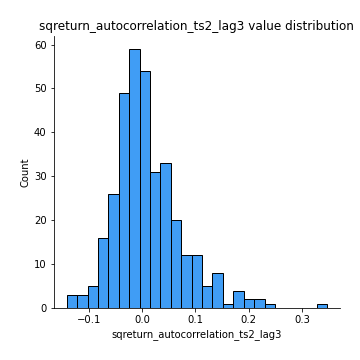 sqreturn_autocorrelation_ts2_lag3 value distribution
60
50
40
30
20
10
0
Count
−0.1 0.0 0.1 0.2 0.3
sqreturn_autocorrelation_ts2_lag3